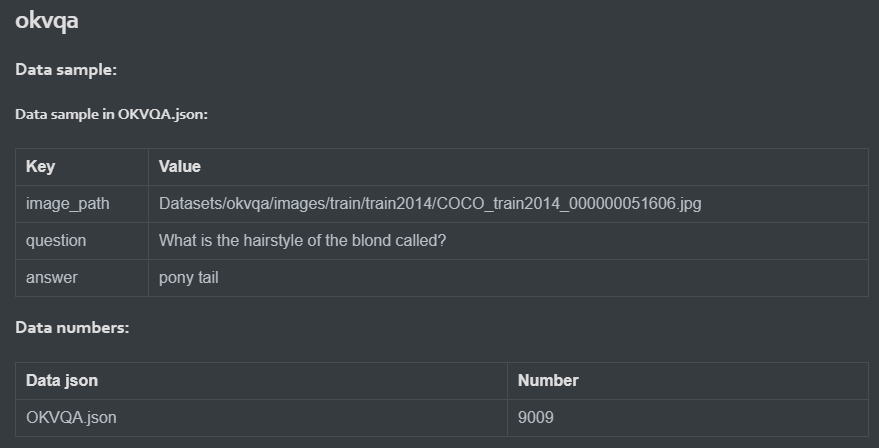 okvqa
Data sample:
Data sample in OKVQA.json:
Key Value
image_path Datasets/okvqa/images/train/train2014/COCO_train2014_000000051606.jpg
question What is the hairstyle of the blond called?
answer pony tail
Data numbers:
Data json Number
OKVQA.json 9009